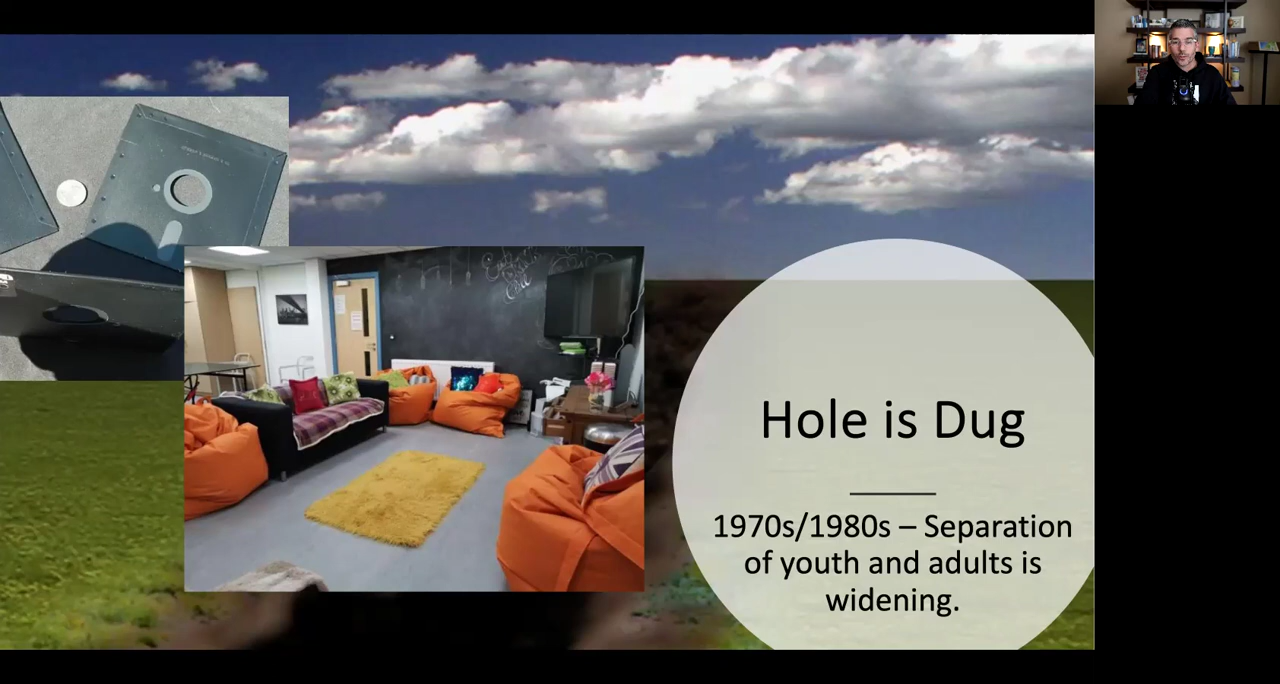 Hole is Dug
1970s/1980s – Separation
of youth and adults is
widening.